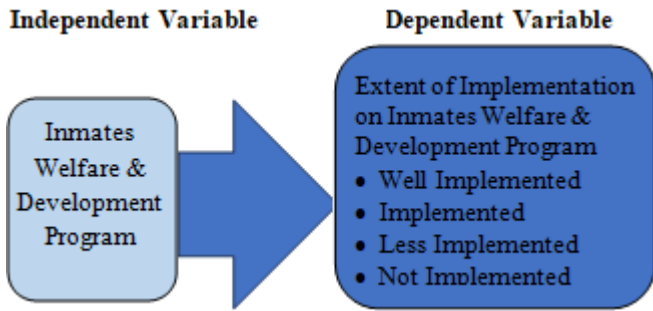 Independent Variable
Dependent Variable
Inmates
Welfare &
Development
Program
Extent of Implementation
on Inmates Welfare &
Development Program
• Well Implemented
• Implemented
• Less Implemented
• Not Implemented